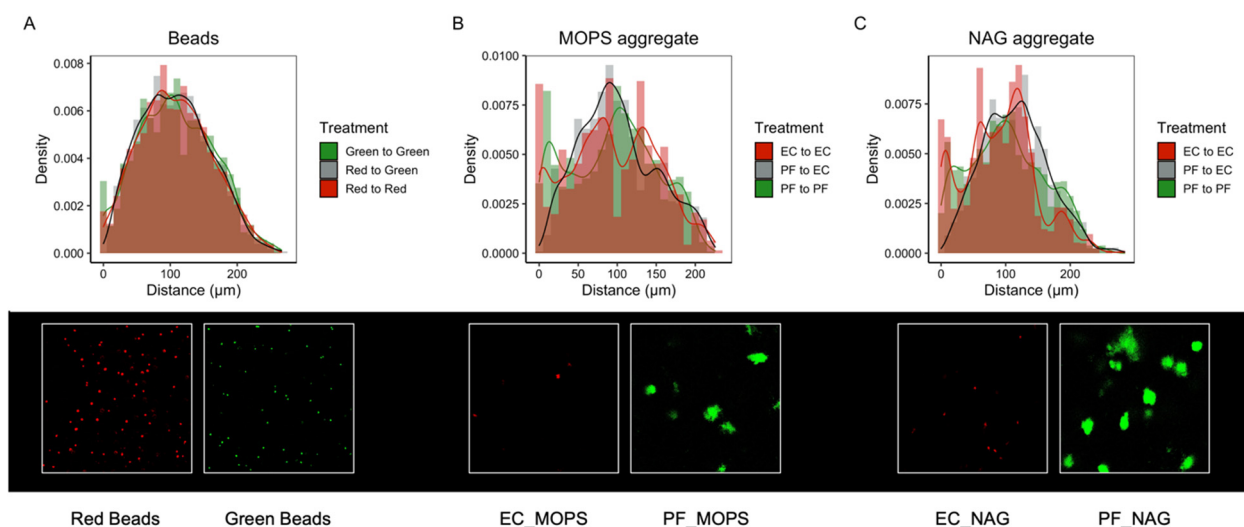 A
Beads
0.008
0.006
0.004
0.002
0.000
Density
0
100
200
Distance (µm)
Treatment
Green to Green
Red to Green
Red to Red
B
MOPS aggregate
0.0100
0.0075
0.0050
0.0025
0.0000
Density
0
50
100
150
200
Distance (µm)
Treatment
EC to EC
PF to EC
PF to PF
C
NAG aggregate
0.0075
0.0050
0.0025
0.0000
Density
0
100
200
Distance (µm)
Treatment
EC to EC
PF to EC
PF to PF
Red Beads
Green Beads
EC_MOPS
PF_MOPS
EC_NAG
PF_NAG